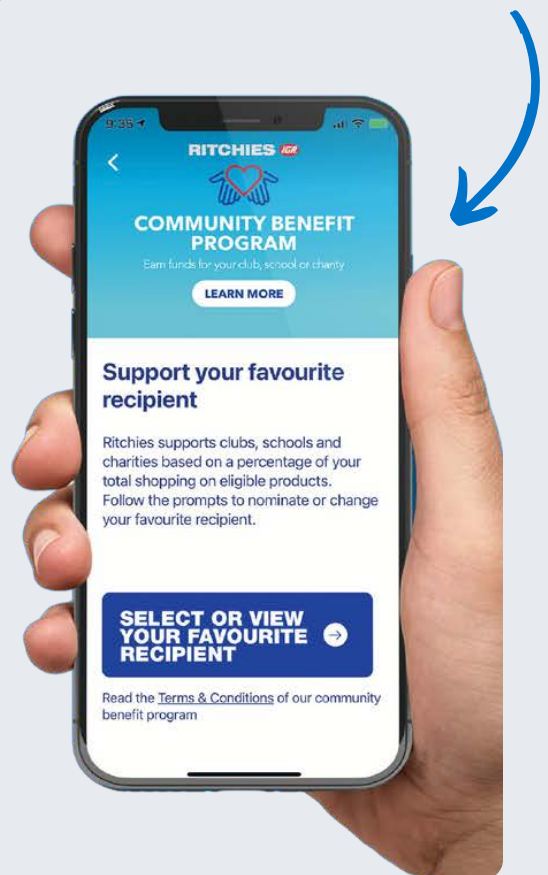 9:35
RITCHIES IGA
COMMUNITY BENEFIT
PROGRAM
Earn funds for your club, school or charity
LEARN MORE
Support your favourite
recipient
Ritchies supports clubs, schools and
charities based on a percentage of your
total shopping on eligible products.
Follow the prompts to nominate or change
your favourite recipient.
SELECT OR VIEW
YOUR FAVOURITE
RECIPIENT
Read the Terms & Conditions of our community
benefit program